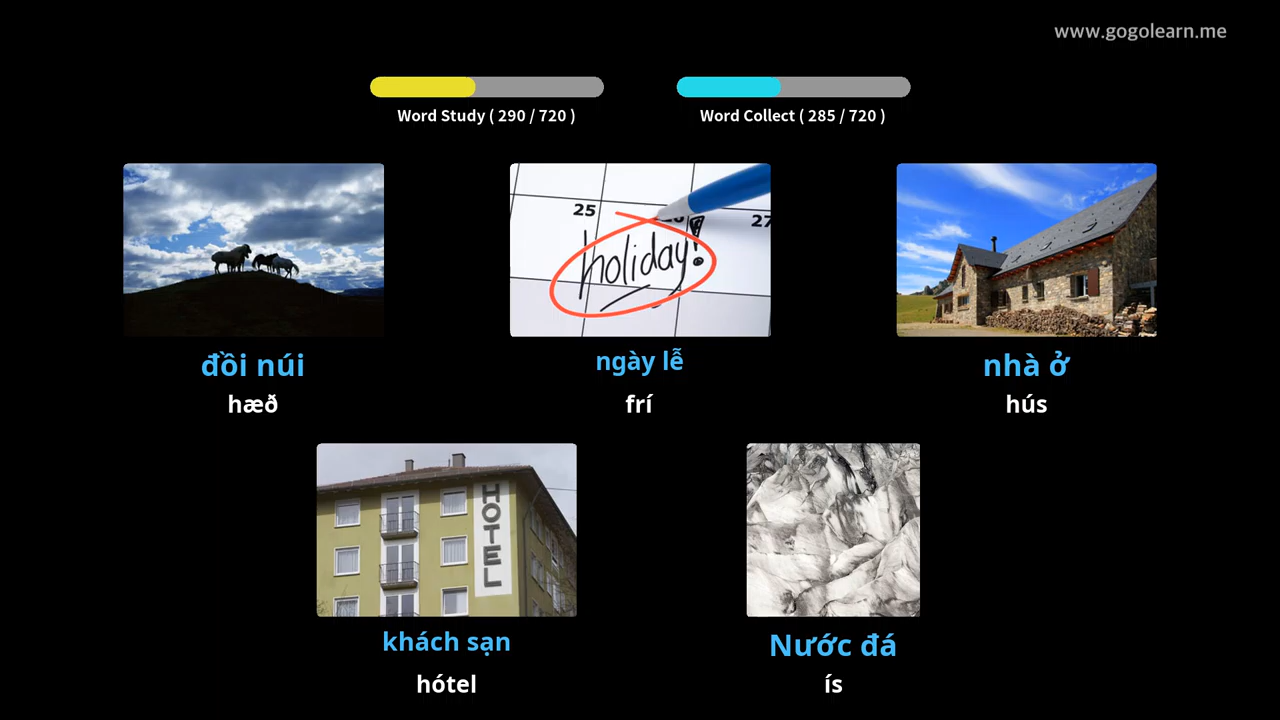 www.gogolearn.me
Word Study ( 290 / 720 )
Word Collect ( 285 / 720 )
25
27
holiday!
đồi núi
ngày lễ
nhà ở
hæð
frí
hús
HOTEL
khách sạn
Nước đá
hótel
ís